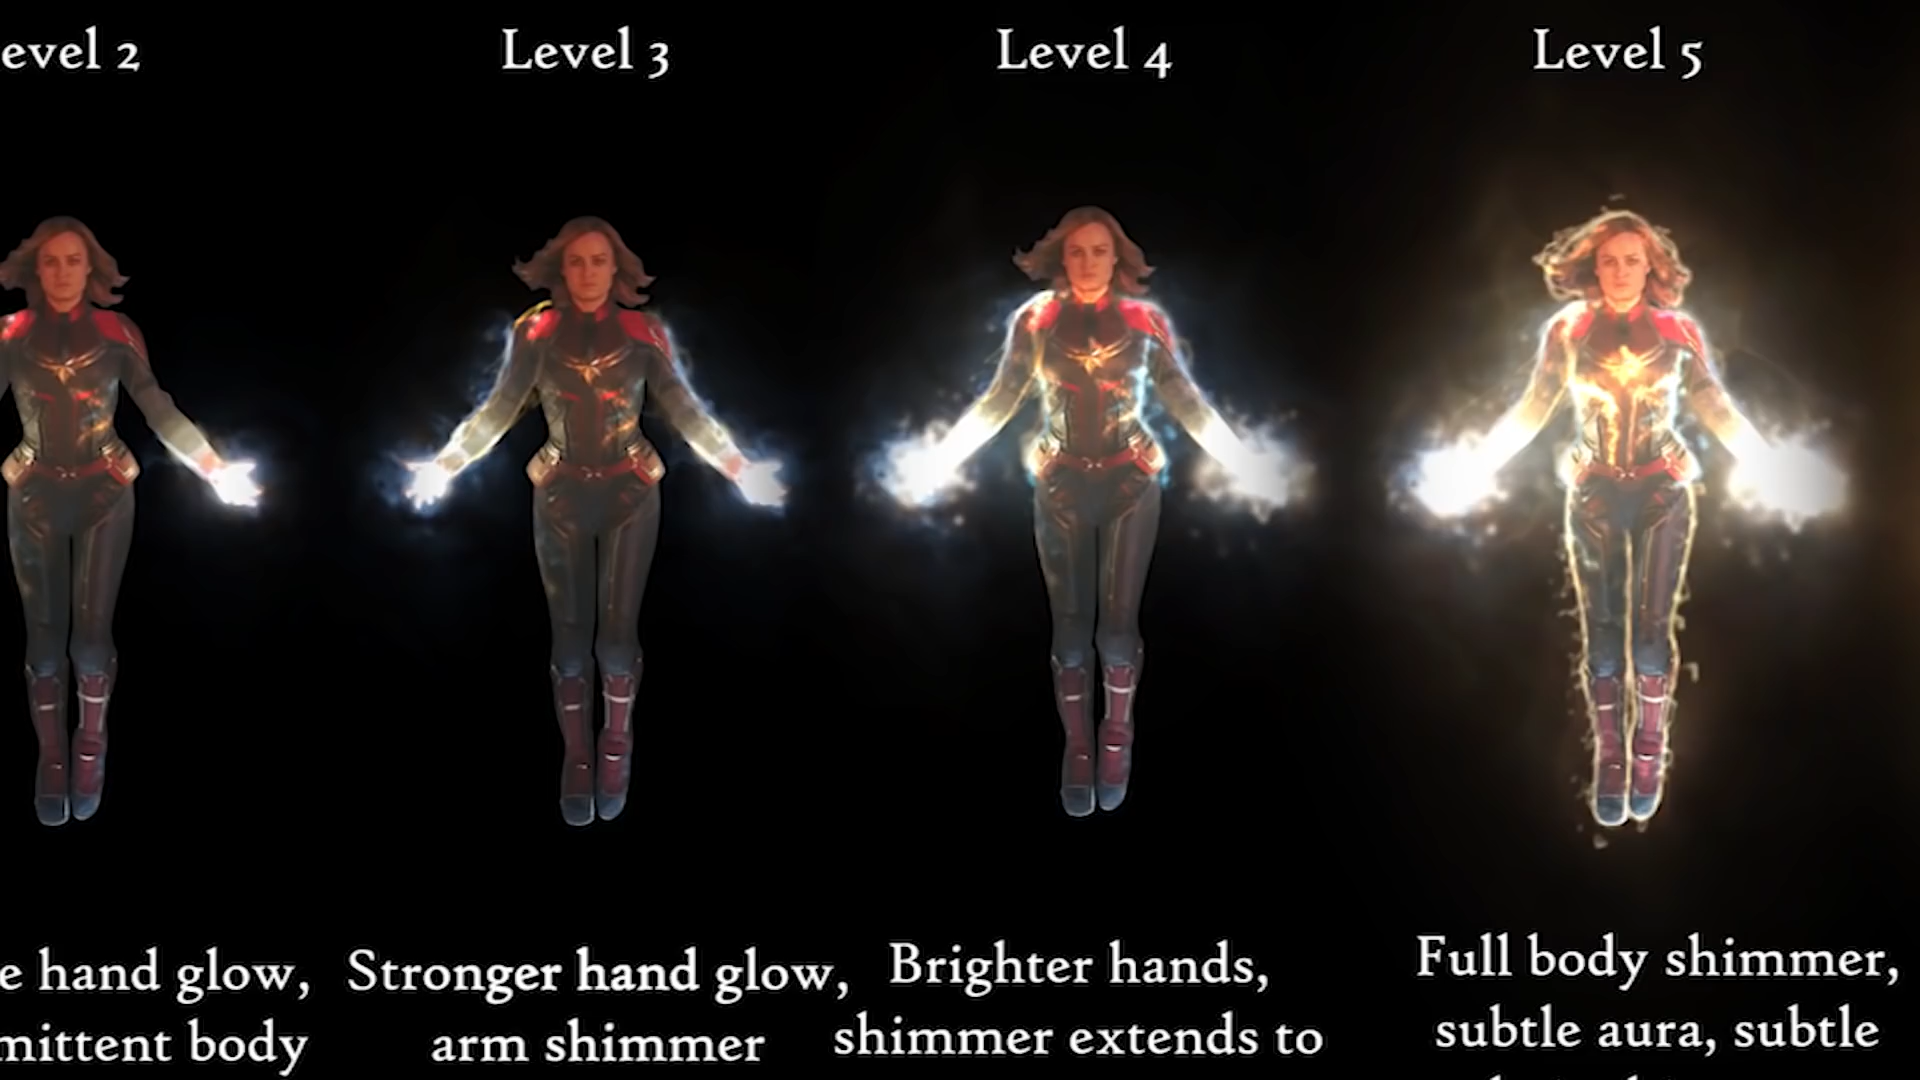 evel 2
Level 3
Level 4
Level 5
e hand glow,
mittent body
Stronger hand glow,
arm shimmer
Brighter hands,
shimmer extends to
Full body shimmer,
subtle aura, subtle